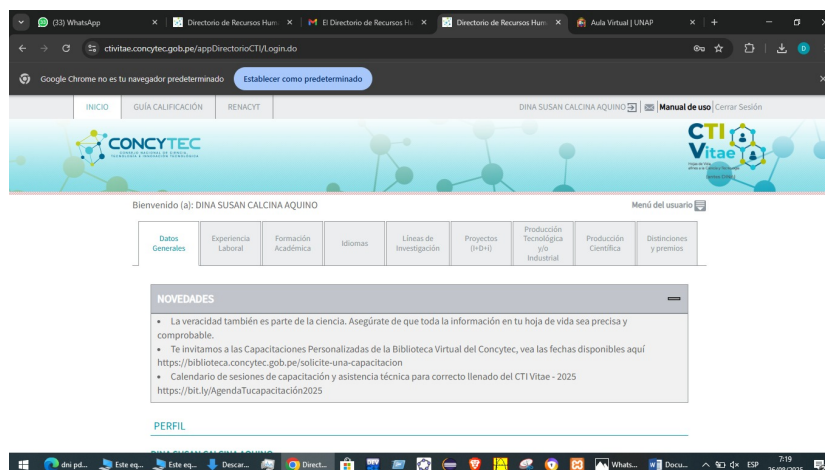 (33) WhatsApp
Directorio de Recursos Hum
El Directorio de Recursos Hu
Directorio de Recursos Hum
Aula Virtual | UNAP
ctivitae.concytec.gob.pe/appDirectorioCTI/Login.do
Google Chrome no es tu navegador predeterminado
Establecer como predeterminado
INICIO
GUÍA CALIFICACIÓN
RENACYT
DINA SUSAN CALCINA AQUINO
Manual de uso
Cerrar Sesión
CONCYTEC
CTI
Vitae
Bienvenido (a): DINA SUSAN CALCINA AQUINO
Menú del usuario
Datos
Generales
Experiencia
Laboral
Formación
Académica
Idiomas
Líneas de
Investigación
Proyectos
(I+D+i)
Producción
Tecnológica
y/o
Industrial
Producción
Científica
Distinciones
y premios
NOVEDADES
• La veracidad también es parte de la ciencia. Asegúrate de que toda la información en tu hoja de vida sea precisa y
comprobable.
• Te invitamos a las Capacitaciones Personalizadas de la Biblioteca Virtual del Concytec, vea las fechas disponibles aquí
https://biblioteca.concytec.gob.pe/solicite-una-capacitacion
• Calendario de sesiones de capacitación y asistencia técnica para correcto llenado del CTI Vitae - 2025
https://bit.ly/AgendaTucapacitación2025
PERFIL
DINA SUSAN CALCINA AQUINO
dni pd...
Este eq...
Este eq...
Descar...
Direct...
Whats...
Docu...
ESP
7:19
26/09/2025